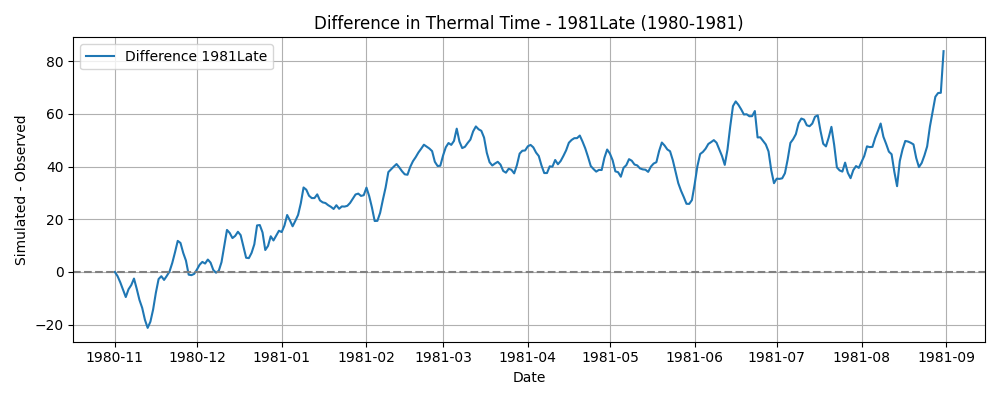 Difference in Thermal Time - 1981Late (1980-1981)
Difference 1981Late
Simulated - Observed
80
60
40
20
0
−20
1980-11 1980-12 1981-01 1981-02 1981-03 1981-04 1981-05 1981-06 1981-07 1981-08 1981-09
Date